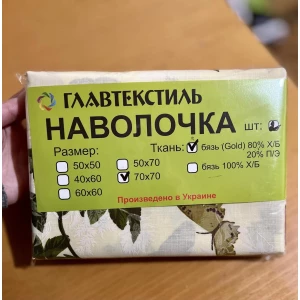 ГЛАВТЕКСТИЛЬ
НАВОЛОЧКА шт:
Размер: Ткань: бязь (Gold) 80% Х/Б
20% П/Э
50х50 50х70 бязь 100% Х/Б
40х60 70х70
60х60
Произведено в Украине